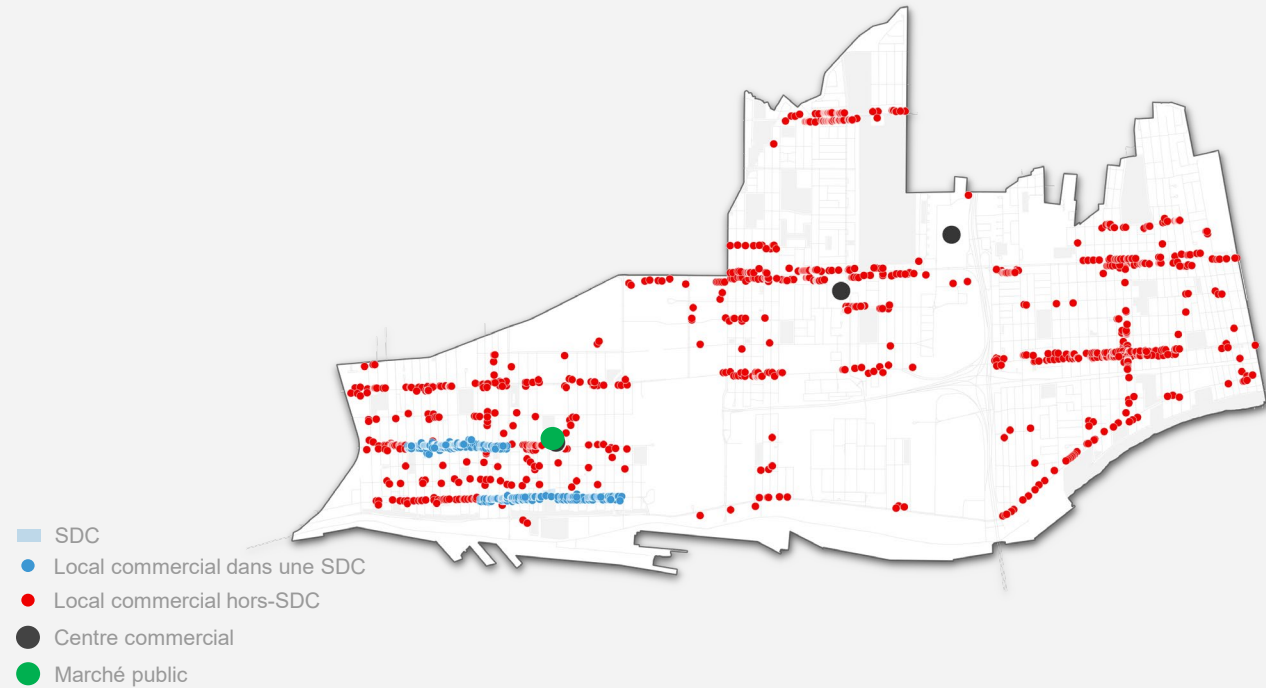 SDC
Local commercial dans une SDC
Local commercial hors-SDC
Centre commercial
Marché public